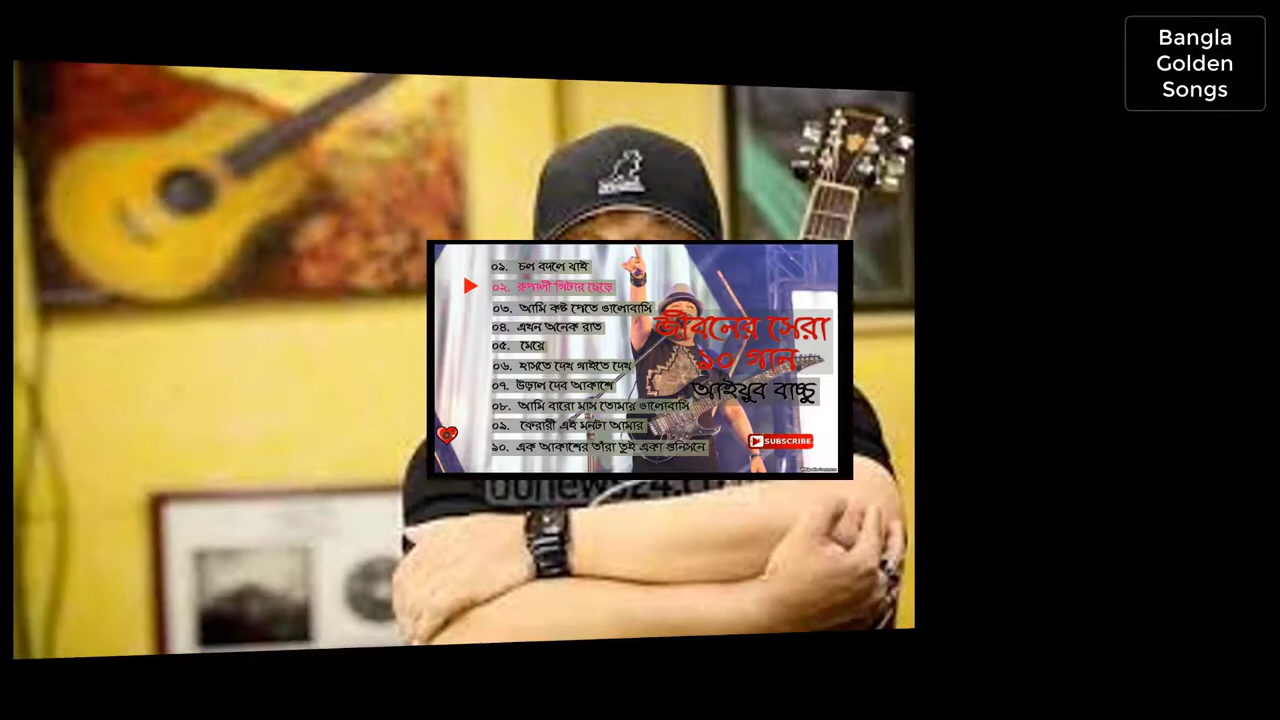 Bangla
Golden
Songs
০১. চল বদলে যাই
০২. রুপালী গিটার ছেড়ে
০৩. আমি কষ্ট পেতে ভালোবাসি
০৪. এখন অনেক রাত
০৫. মেয়ে
০৬. হাসতে দেখ গাইতে দেখ
০৭. উড়াল দেব আকাশে
০৮. আমি বারো মাস তোমায় ভালোবাসি
০৯. ফেরারী এই মনটা আমার
১০. এক আকাশের তাঁরা তুই একা গুনিসনে
জীবনের সেরা
১০ গান
আইয়ুব বাচ্চু
SUBSCRIBE